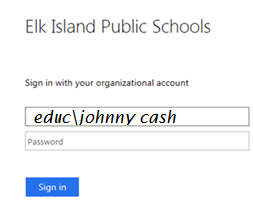 Elk Island Public Schools
Sign in with your organizational account
educ\johnny cash
Password
Sign in